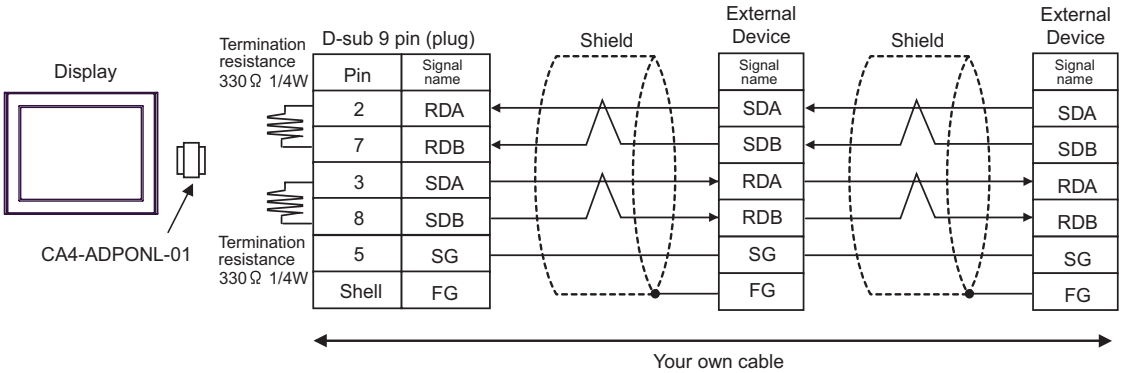 Display
CA4-ADPONL-01
Termination
resistance
330Ω 1/4W
Termination
resistance
330Ω 1/4W
D-sub 9 pin (plug)
Pin Signal name
2 RDA
7 RDB
3 SDA
8 SDB
5 SG
Shell FG
Shield
External
Device
Signal
name
SDA
SDB
RDA
RDB
SG
FG
Shield
External
Device
Signal
name
SDA
SDB
RDA
RDB
SG
FG
Your own cable